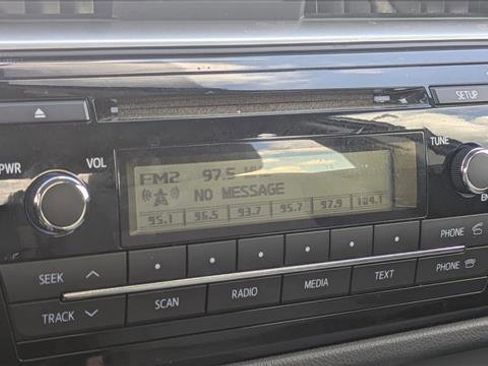 SETUP
PWR
VOL
TUNE
FM2 97.5
NO MESSAGE
95.1 96.5 93.7 95.7 97.9 104.1
SEEK
PHONE
TRACK
SCAN
RADIO
MEDIA
TEXT
PHONE